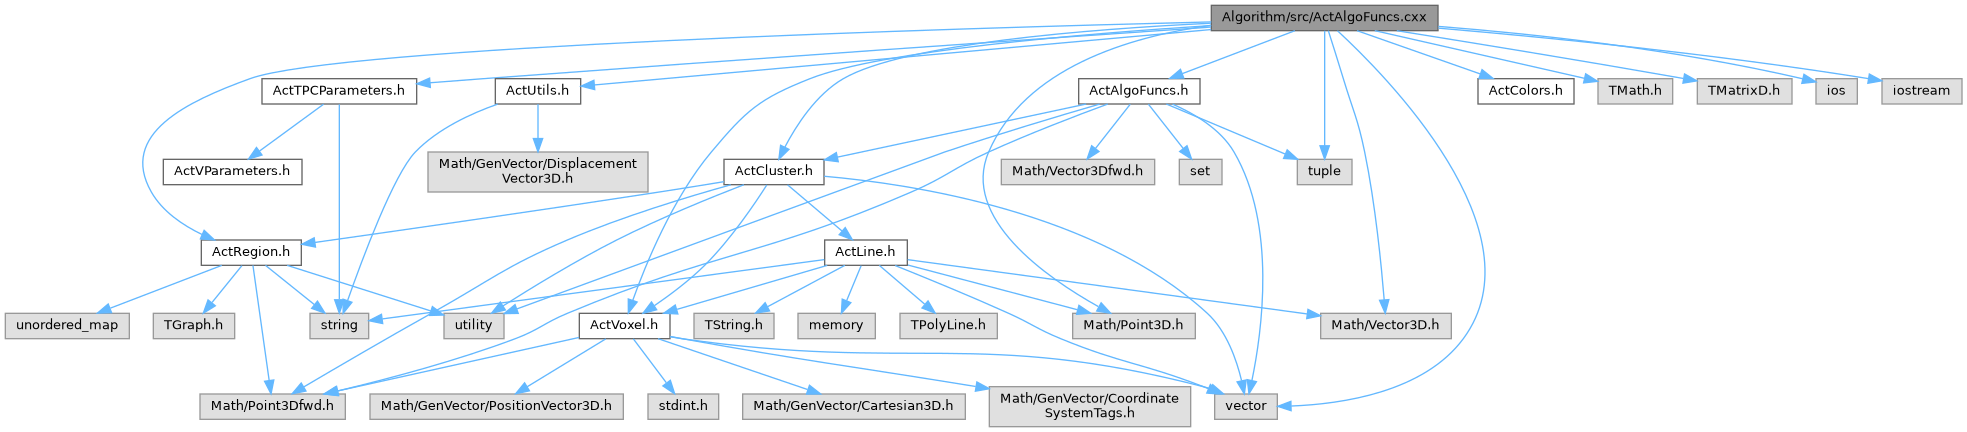 Algorithm/src/ActAlgoFuncs.cxx
ActTPCParameters.h
ActUtils.h
ActAlgoFuncs.h
ActColors.h
TMath.h
TMatrixD.h
ios
iostream
ActVParameters.h
Math/GenVector/Displacement
Vector3D.h
ActCluster.h
Math/Vector3Dfwd.h
set
tuple
ActRegion.h
ActLine.h
unordered_map
TGraph.h
string
utility
ActVoxel.h
TString.h
memory
TPolyLine.h
Math/Point3D.h
Math/Vector3D.h
Math/Point3Dfwd.h
Math/GenVector/PositionVector3D.h
stdint.h
Math/GenVector/Cartesian3D.h
Math/GenVector/Coordinate
SystemTags.h
vector